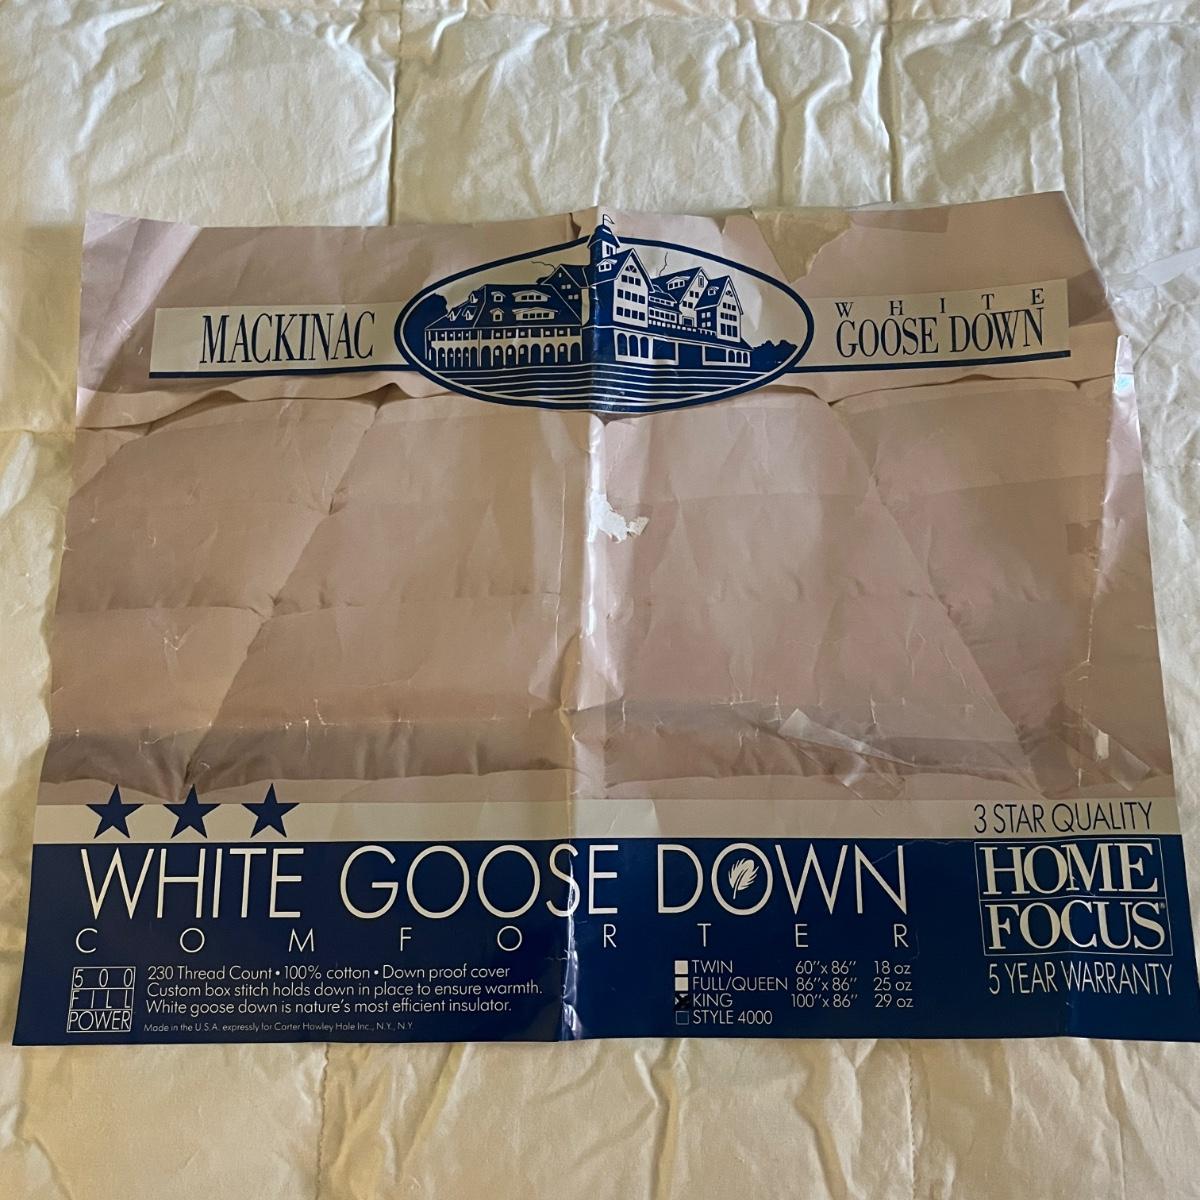 MACKINAC
WHITE
GOOSE DOWN
3 STAR QUALITY
WHITE GOOSE DOWN
COMFORTER
HOME
FOCUS®
5 YEAR WARRANTY
500
FILL
POWER
230 Thread Count • 100% cotton • Down proof cover
Custom box stitch holds down in place to ensure warmth.
White goose down is nature's most efficient insulator.
Made in the U.S.A. expressly for Carter Hawley Hale Inc., N.Y., N.Y.
TWIN 60"x 86" 18 oz
FULL/QUEEN 86"x 86" 25 oz
KING 100"x 86" 29 oz
STYLE 4000